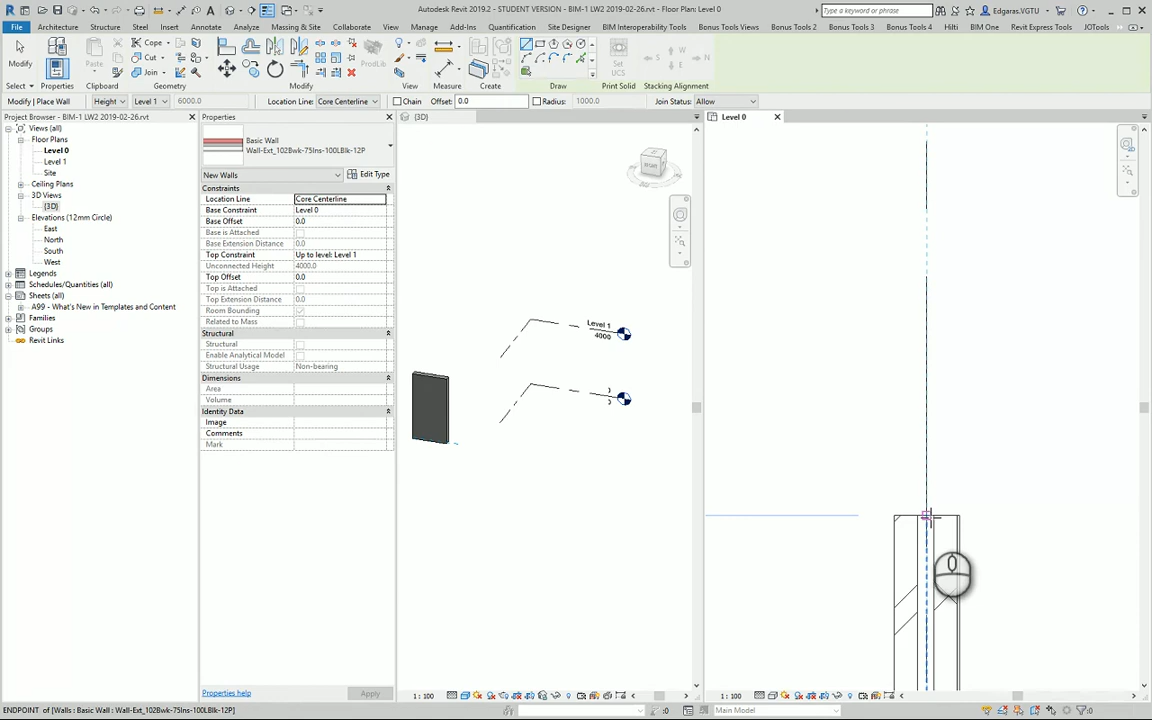 Autodesk Revit 2019.2 - STUDENT VERSION - BIM-1 LW2 2019-02-26.rvt - Floor Plan: Level 0
Type a keyword or phrase
Edgaras.VGTU
File Architecture Structure Steel Insert Annotate Analyze Massing & Site Collaborate View Manage Add-Ins Quantification Site Designer BIM Interoperability Tools Bonus Tools Bonus Tools 2 Bonus Tools 3 Bonus Tools 4 Hilti BIM One Revit Express Tools JOTools
Modify
Paste
Cope
Cut
Join
ProdLib
Set
UCS
W
S
E
Select Properties Clipboard Geometry Modify View Measure Create Draw Print Solid Stacking Alignment
Modify | Place Wall Height Level 1 6000.0 Location Line: Core Centerline Chain Offset: 0.0 Radius: 1000.0 Join Status: Allow
Project Browser - BIM-1 LW2 2019-02-26.rvt
Views (all)
Floor Plans
Level 0
Level 1
Site
Ceiling Plans
3D Views
{3D}
Elevations (12mm Circle)
East
North
South
West
Legends
Schedules/Quantities (all)
Sheets (all)
A99 - What's New in Templates and Content
Families
Groups
Revit Links
Properties
Basic Wall
Wall-Ext_102Bwk-75Ins-100LBlk-12P
New Walls Edit Type
Constraints
Location Line Core Centerline
Base Constraint Level 0
Base Offset 0.0
Base is Attached
Base Extension Distance 0.0
Top Constraint Up to level: Level 1
Unconnected Height 4000.0
Top Offset 0.0
Top is Attached
Top Extension Distance 0.0
Room Bounding
Related to Mass
Structural
Structural
Enable Analytical Model
Structural Usage Non-bearing
Dimensions
Area
Volume
Identity Data
Image
Comments
Mark
Properties help Apply
{3D}
Level 1
4000
1 : 100
Level 0
1 : 100
ENDPOINT of [Walls : Basic Wall : Wall-Ext_102Bwk-75Ins-100LBlk-12P]
:0
Main Model
:0